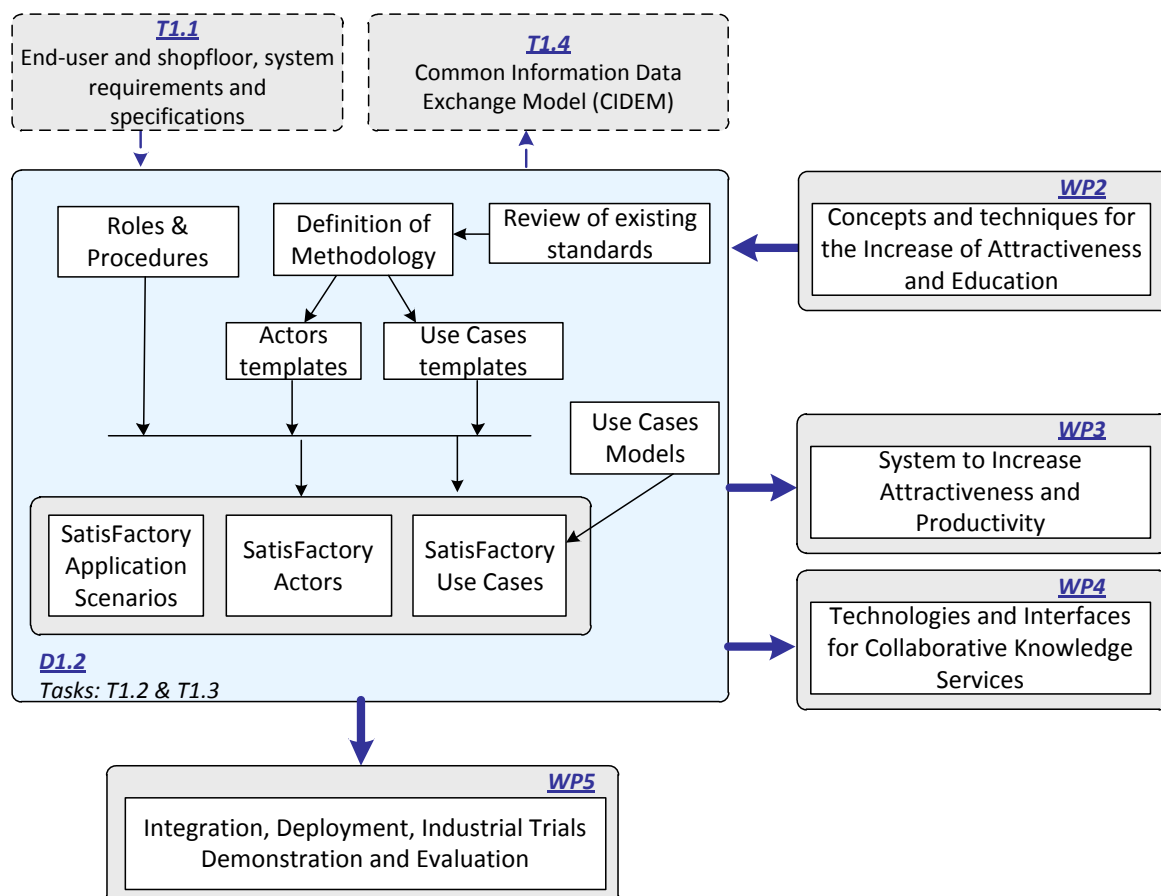 T1.1
End-user and shopfloor, system
requirements and
specifications
T1.4
Common Information Data
Exchange Model (CIDEM)
Roles &
Procedures
Definition of
Methodology
Review of existing
standards
WP2
Concepts and techniques for
the Increase of Attractiveness
and Education
Actors
templates
Use Cases
templates
Use Cases
Models
WP3
System to Increase
Attractiveness and
Productivity
SatisFactory
Application
Scenarios
SatisFactory
Actors
SatisFactory
Use Cases
WP4
Technologies and Interfaces
for Collaborative Knowledge
Services
D1.2
Tasks: T1.2 & T1.3
WP5
Integration, Deployment, Industrial Trials
Demonstration and Evaluation